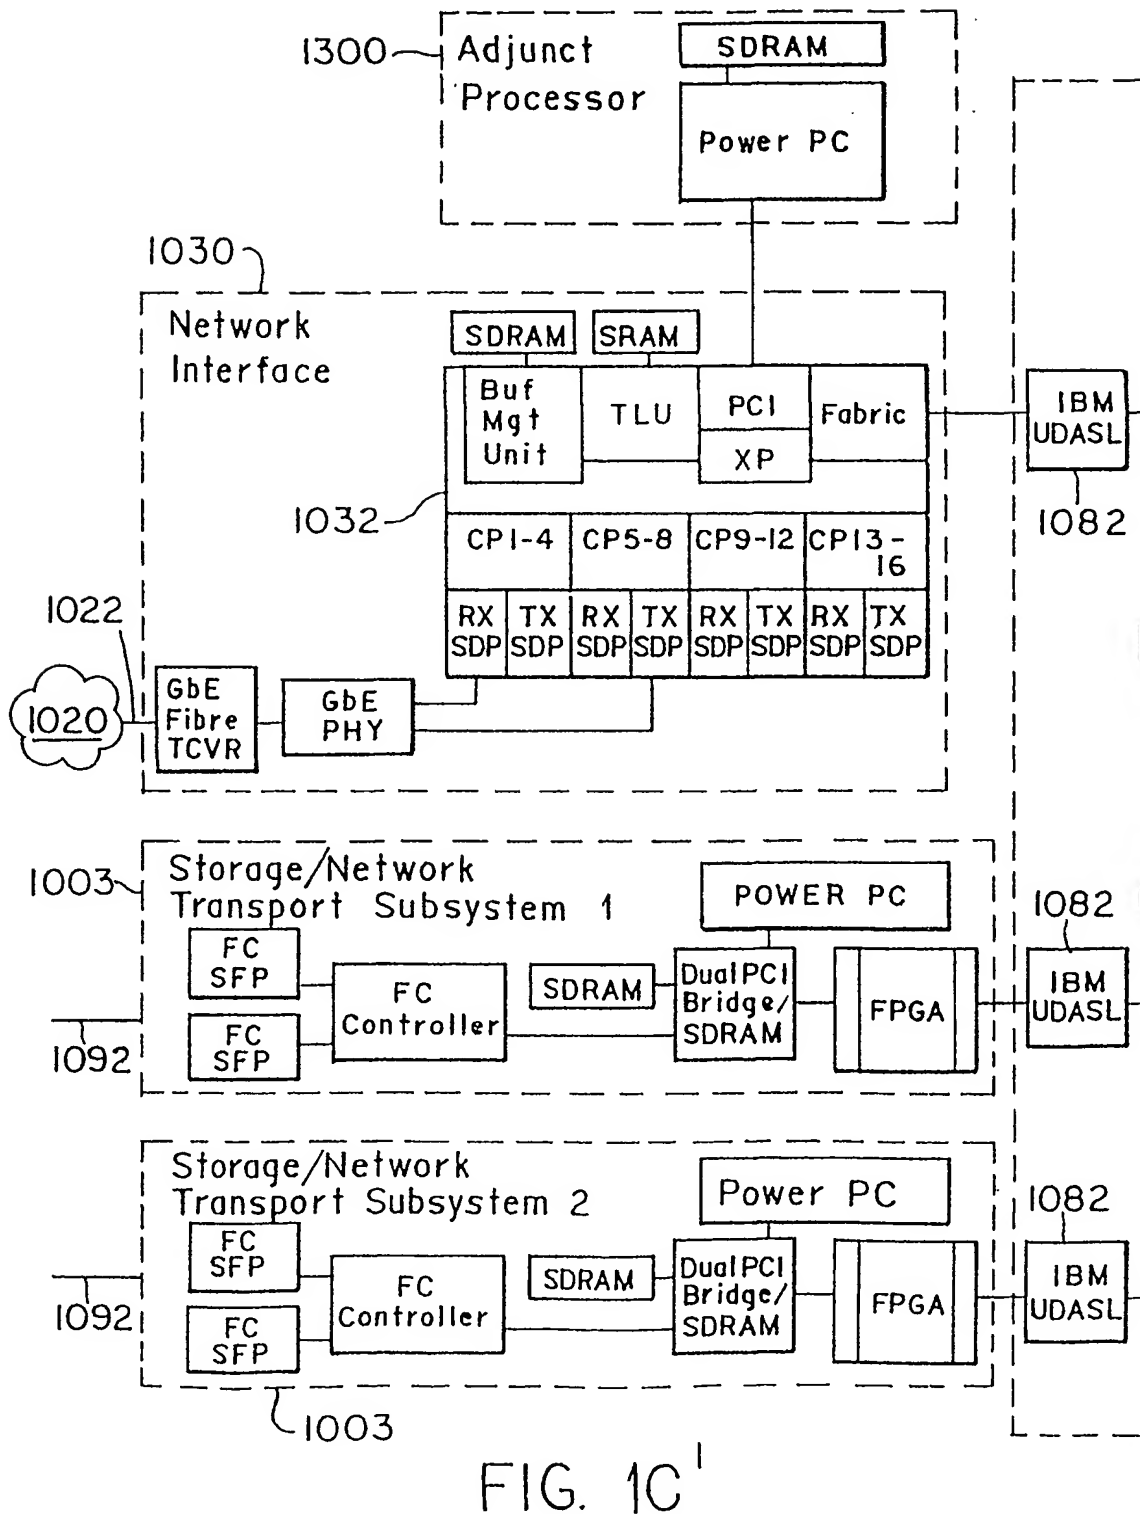 1300
Adjunct
Processor
SDRAM
Power PC
1030
Network
Interface
SDRAM
SRAM
Buf
Mgt
Unit
TLU
PCI
XP
Fabric
IBM
UDASL
1082
1032
CP1-4
CP5-8
CP9-12
CP13-
16
RX
SDP
TX
SDP
RX
SDP
TX
SDP
RX
SDP
TX
SDP
RX
SDP
TX
SDP
1022
1020
GbE
Fibre
TCVR
GbE
PHY
1003
Storage/Network
Transport Subsystem 1
POWER PC
FC
SFP
FC
SFP
FC
Controller
SDRAM
Dual PCI
Bridge/
SDRAM
FPGA
1082
IBM
UDASL
1092
Storage/Network
Transport Subsystem 2
Power PC
FC
SFP
FC
SFP
FC
Controller
SDRAM
Dual PCI
Bridge/
SDRAM
FPGA
1082
IBM
UDASL
1092
1003
FIG. 1C'